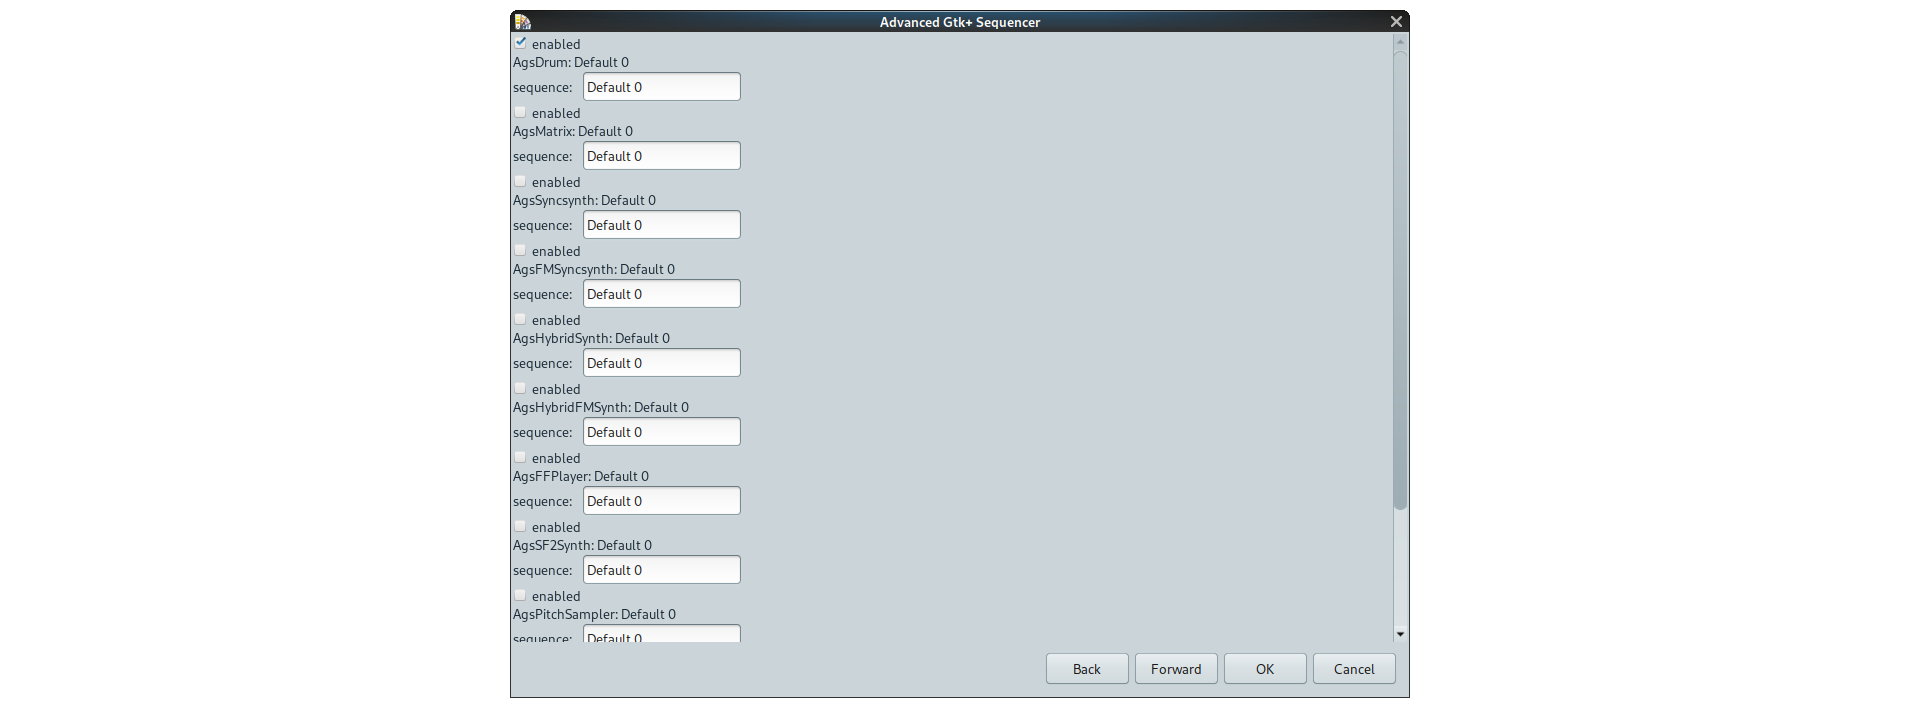 Advanced Gtk+ Sequencer
enabled
AgsDrum: Default 0
sequence: Default 0
enabled
AgsMatrix: Default 0
sequence: Default 0
enabled
AgsSyncsynth: Default 0
sequence: Default 0
enabled
AgsFMSyncsynth: Default 0
sequence: Default 0
enabled
AgsHybridSynth: Default 0
sequence: Default 0
enabled
AgsHybridFMSynth: Default 0
sequence: Default 0
enabled
AgsFFPlayer: Default 0
sequence: Default 0
enabled
AgsSF2Synth: Default 0
sequence: Default 0
enabled
AgsPitchSampler: Default 0
sequence: Default 0
Back Forward OK Cancel